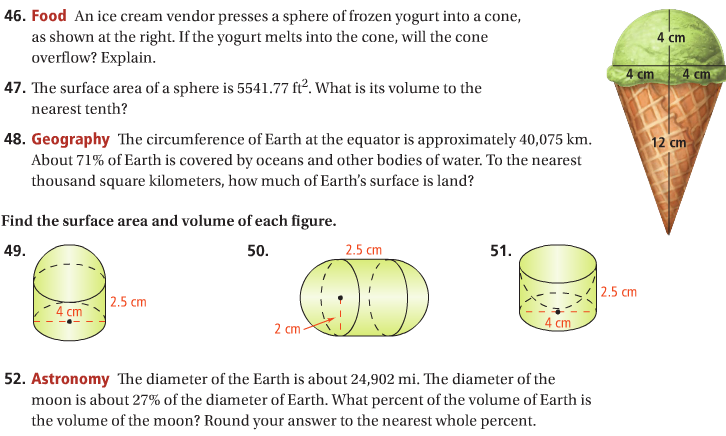 46. Food An ice cream vendor presses a sphere of frozen yogurt into a cone,
as shown at the right. If the yogurt melts into the cone, will the cone
overflow? Explain.
4 cm
4 cm 4 cm
12 cm
47. The surface area of a sphere is 5541.77 ft². What is its volume to the
nearest tenth?
48. Geography The circumference of Earth at the equator is approximately 40,075 km.
About 71% of Earth is covered by oceans and other bodies of water. To the nearest
thousand square kilometers, how much of Earth's surface is land?
Find the surface area and volume of each figure.
49.
4 cm
2.5 cm
50.
2.5 cm
2 cm
51.
2.5 cm
4 cm
52. Astronomy The diameter of the Earth is about 24,902 mi. The diameter of the
moon is about 27% of the diameter of Earth. What percent of the volume of Earth is
the volume of the moon? Round your answer to the nearest whole percent.